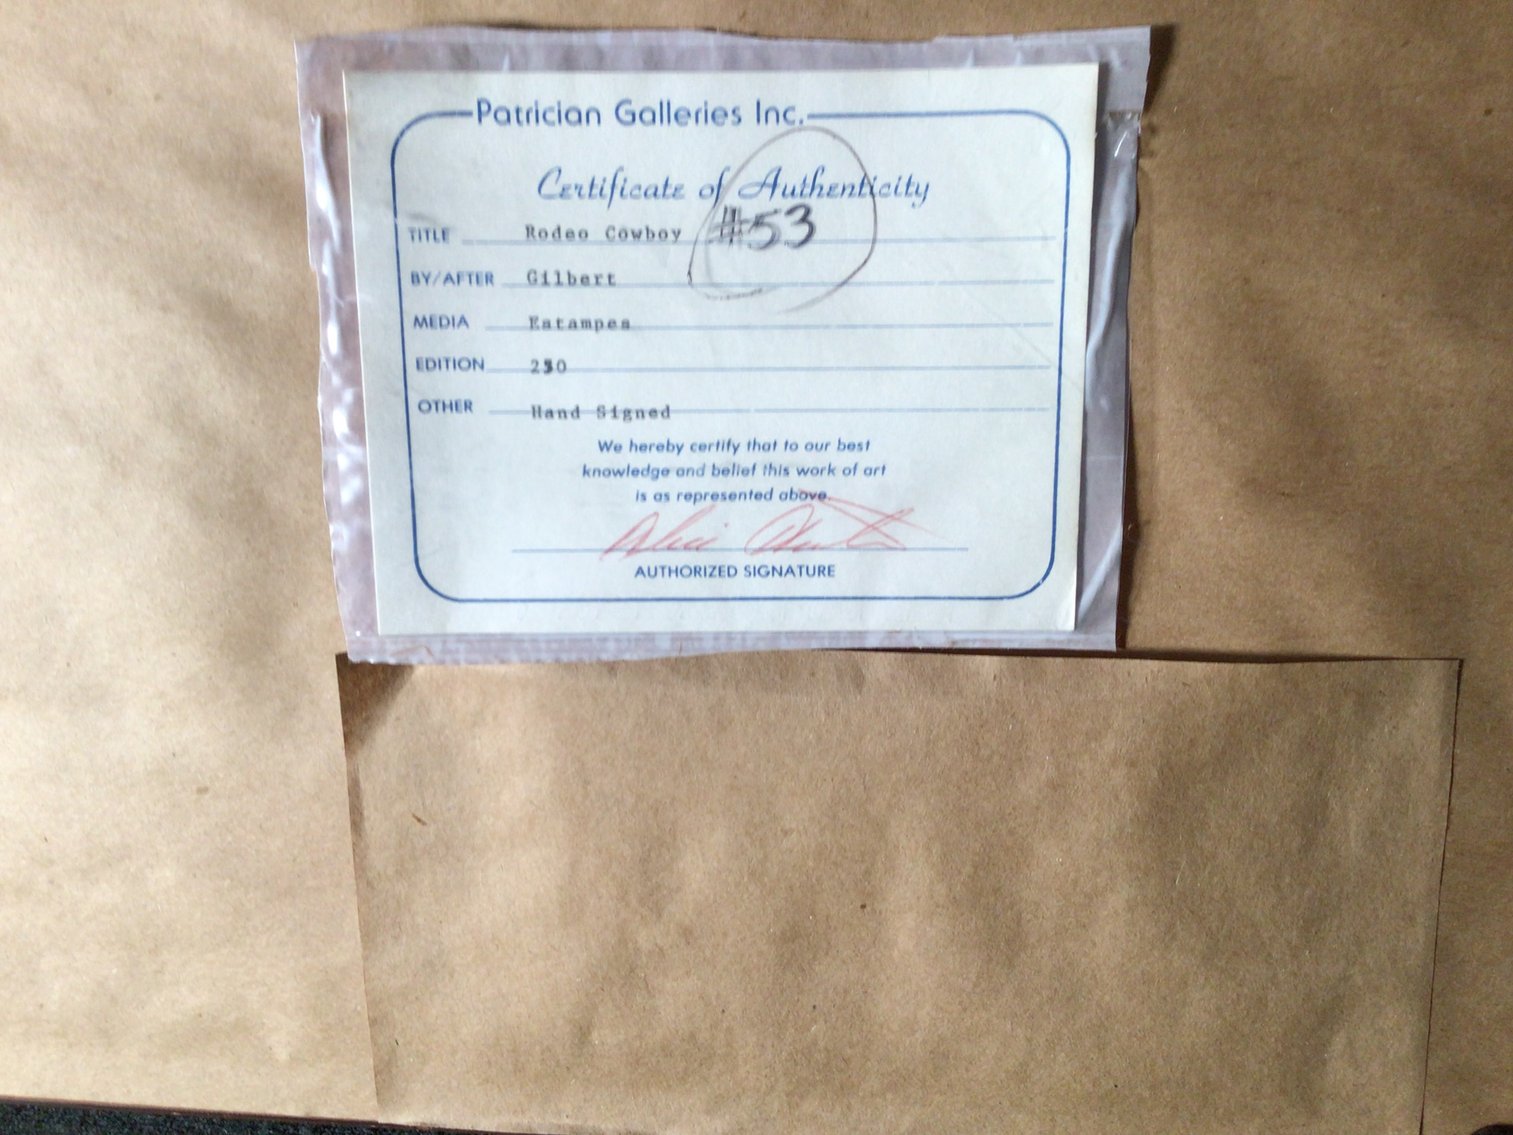 Patrician Galleries Inc.
Certificate of Authenticity
TITLE Rodeo Cowboy #53
BY/AFTER Gilbert
MEDIA Estampes
EDITION 250
OTHER Hand Signed
We hereby certify that to our best
knowledge and belief this work of art
is as represented above.
AUTHORIZED SIGNATURE